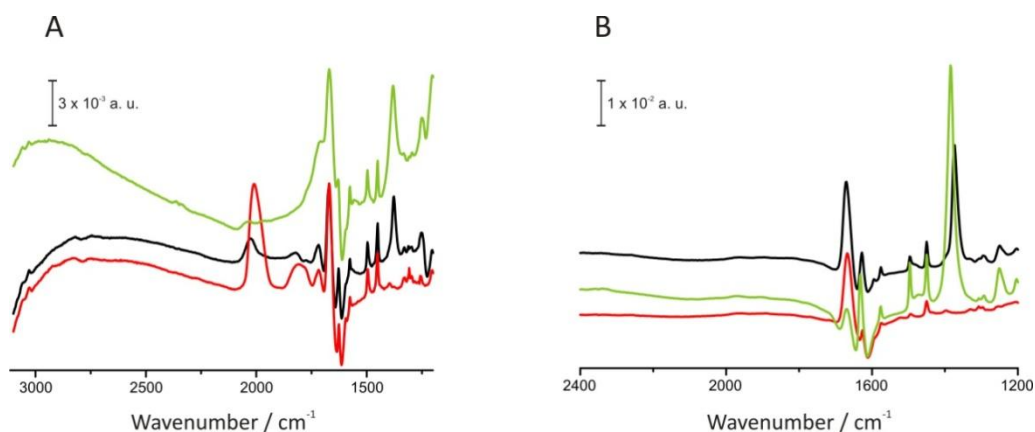 A
B
3 x 10⁻³ a. u.
1 x 10⁻² a. u.
3000 2500 2000 1500
2400 2000 1600 1200
Wavenumber / cm⁻¹
Wavenumber / cm⁻¹